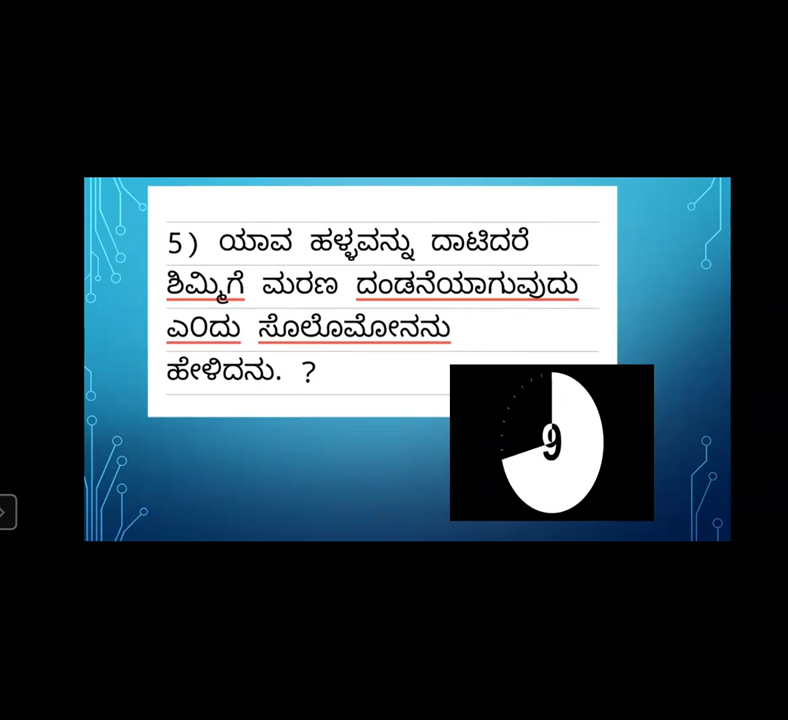 5) ಯಾವ ಹಳ್ಳವನ್ನು ದಾಟಿದರೆ
ಶಿಮ್ಮಿಗೆ ಮರಣ ದಂಡನೆಯಾಗುವುದು
ಎ0ದು ಸೊಲೊಮೋನನು
ಹೇಳಿದನು. ?
9